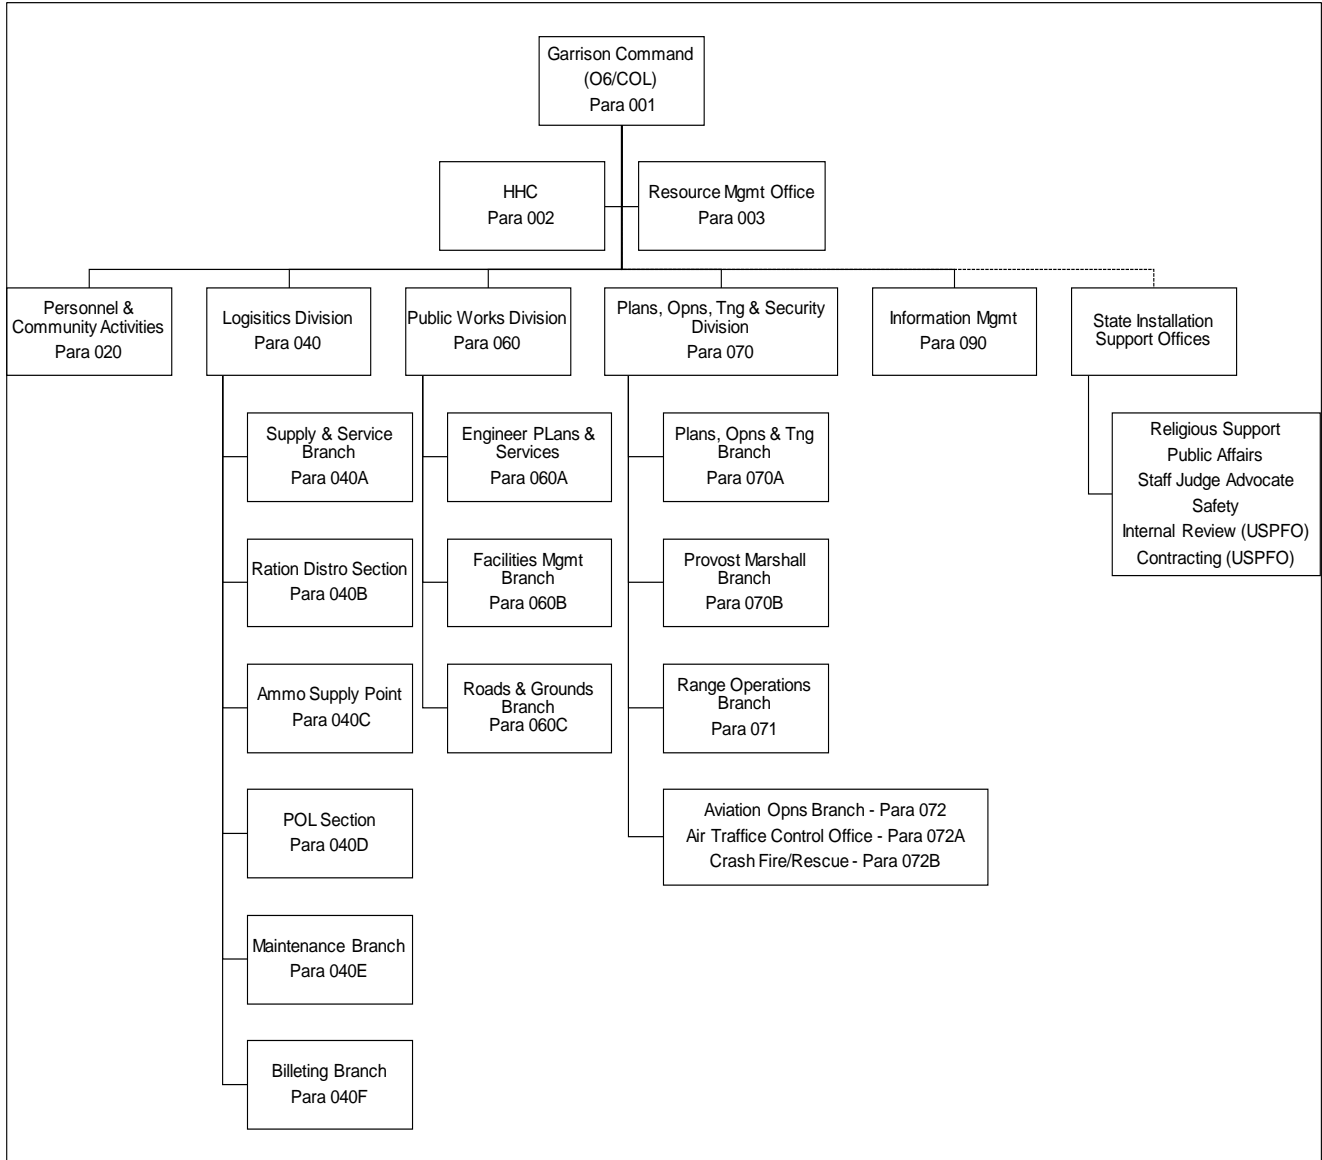 Garrison Command
(O6/COL)
Para 001
HHC
Para 002
Resource Mgmt Office
Para 003
Personnel &
Community Activities
Para 020
Logisitics Division
Para 040
Public Works Division
Para 060
Plans, Opns, Tng & Security
Division
Para 070
Information Mgmt
Para 090
State Installation
Support Offices
Supply & Service
Branch
Para 040A
Ration Distro Section
Para 040B
Ammo Supply Point
Para 040C
POL Section
Para 040D
Maintenance Branch
Para 040E
Billeting Branch
Para 040F
Engineer PLans &
Services
Para 060A
Facilities Mgmt
Branch
Para 060B
Roads & Grounds
Branch
Para 060C
Plans, Opns & Tng
Branch
Para 070A
Provost Marshall
Branch
Para 070B
Range Operations
Branch
Para 071
Aviation Opns Branch - Para 072
Air Traffice Control Office - Para 072A
Crash Fire/Rescue - Para 072B
Religious Support
Public Affairs
Staff Judge Advocate
Safety
Internal Review (USPFO)
Contracting (USPFO)